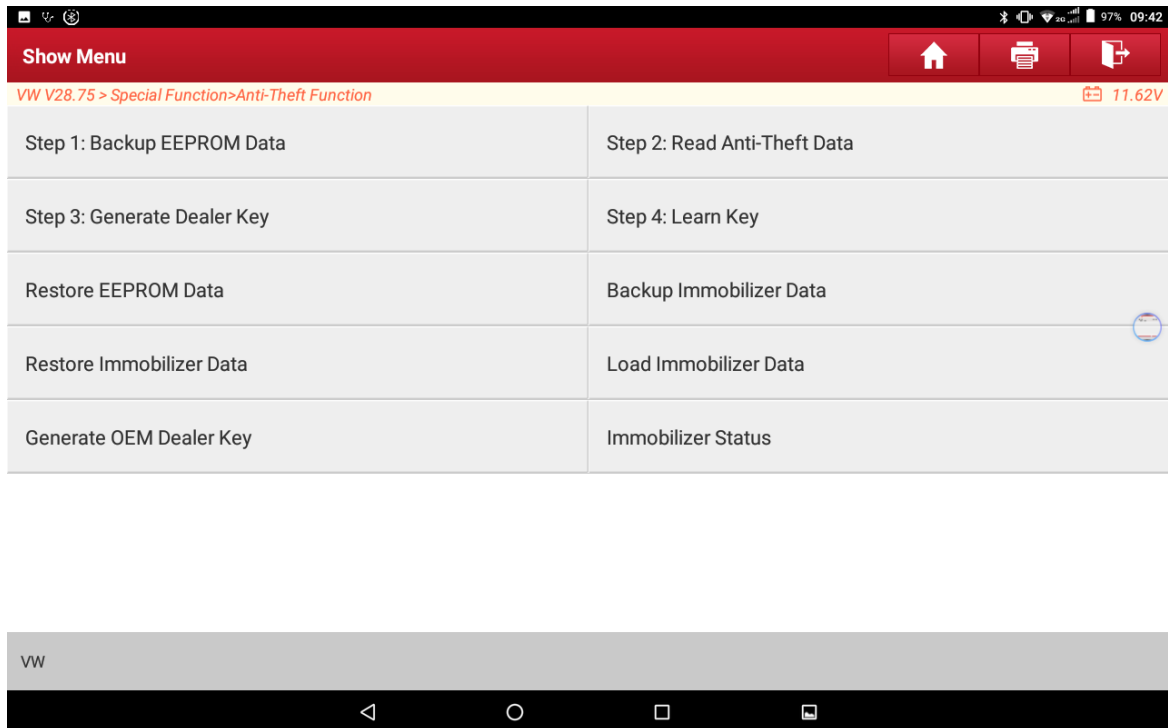 2G 97% 09:42
Show Menu
VW V28.75 > Special Function>Anti-Theft Function 11.62V
Step 1: Backup EEPROM Data
Step 2: Read Anti-Theft Data
Step 3: Generate Dealer Key
Step 4: Learn Key
Restore EEPROM Data
Backup Immobilizer Data
Restore Immobilizer Data
Load Immobilizer Data
Generate OEM Dealer Key
Immobilizer Status
VW